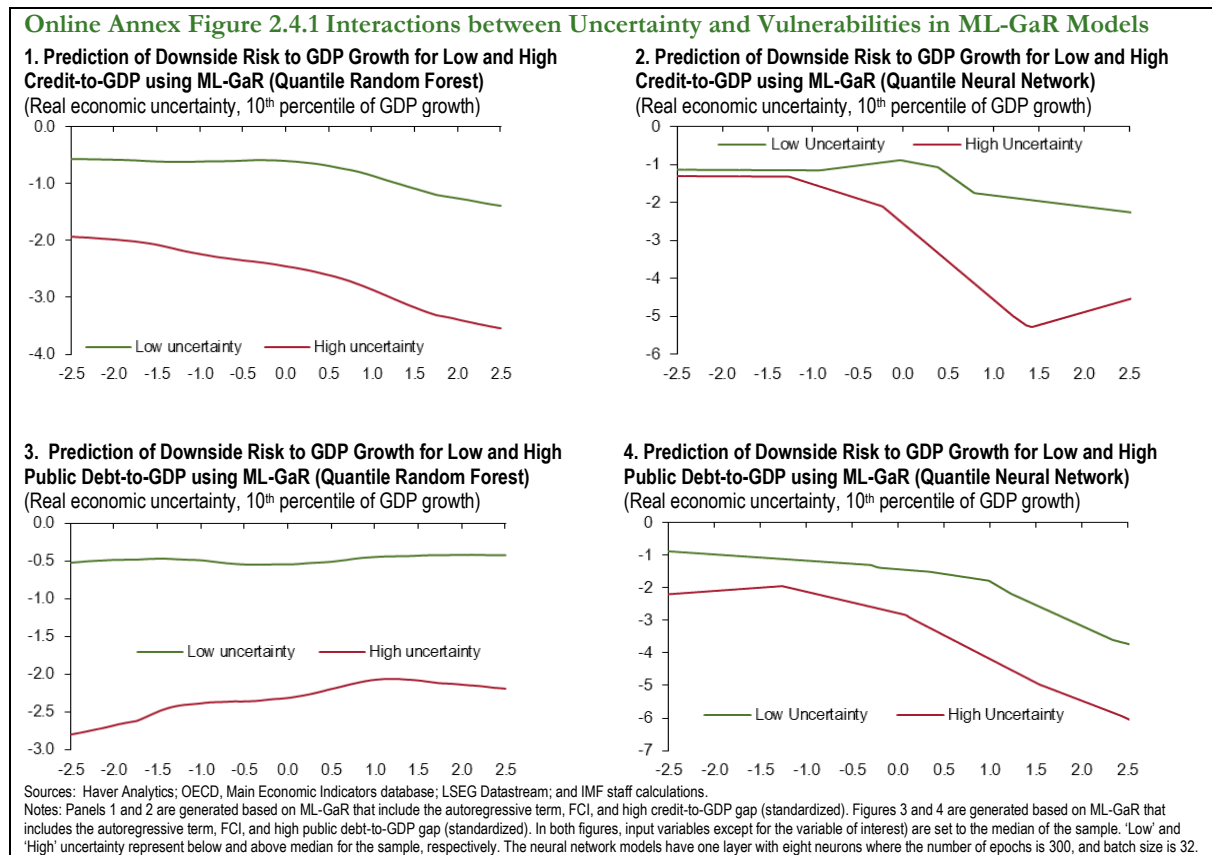 Online Annex Figure 2.4.1 Interactions between Uncertainty and Vulnerabilities in ML-GaR Models
1. Prediction of Downside Risk to GDP Growth for Low and High
Credit-to-GDP using ML-GaR (Quantile Random Forest)
(Real economic uncertainty, 10th percentile of GDP growth)
0.0
-1.0
-2.0
-3.0
-4.0
Low uncertainty
High uncertainty
-2.5 -2.0 -1.5 -1.0 -0.5 0.0 0.5 1.0 1.5 2.0 2.5
2. Prediction of Downside Risk to GDP Growth for Low and High
Credit-to-GDP using ML-GaR (Quantile Neural Network)
(Real economic uncertainty, 10th percentile of GDP growth)
0
Low Uncertainty
High Uncertainty
-1
-2
-3
-4
-5
-6
-2.5 -2.0 -1.5 -1.0 -0.5 0.0 0.5 1.0 1.5 2.0 2.5
3. Prediction of Downside Risk to GDP Growth for Low and High
Public Debt-to-GDP using ML-GaR (Quantile Random Forest)
(Real economic uncertainty, 10th percentile of GDP growth)
0.0
-0.5
-1.0
-1.5
Low uncertainty
High uncertainty
-2.0
-2.5
-3.0
-2.5 -2.0 -1.5 -1.0 -0.5 0.0 0.5 1.0 1.5 2.0 2.5
4. Prediction of Downside Risk to GDP Growth for Low and High
Public Debt-to-GDP using ML-GaR (Quantile Neural Network)
(Real economic uncertainty, 10th percentile of GDP growth)
0
-1
-2
-3
-4
-5
-6
Low Uncertainty
High Uncertainty
-7
-2.5 -2.0 -1.5 -1.0 -0.5 0.0 0.5 1.0 1.5 2.0 2.5
Sources: Haver Analytics; OECD, Main Economic Indicators database; LSEG Datastream; and IMF staff calculations.
Notes: Panels 1 and 2 are generated based on ML-GaR that include the autoregressive term, FCI, and high credit-to-GDP gap (standardized). Figures 3 and 4 are generated based on ML-GaR that
includes the autoregressive term, FCI, and high public debt-to-GDP gap (standardized). In both figures, input variables except for the variable of interest) are set to the median of the sample. 'Low' and
'High' uncertainty represent below and above median for the sample, respectively. The neural network models have one layer with eight neurons where the number of epochs is 300, and batch size is 32.